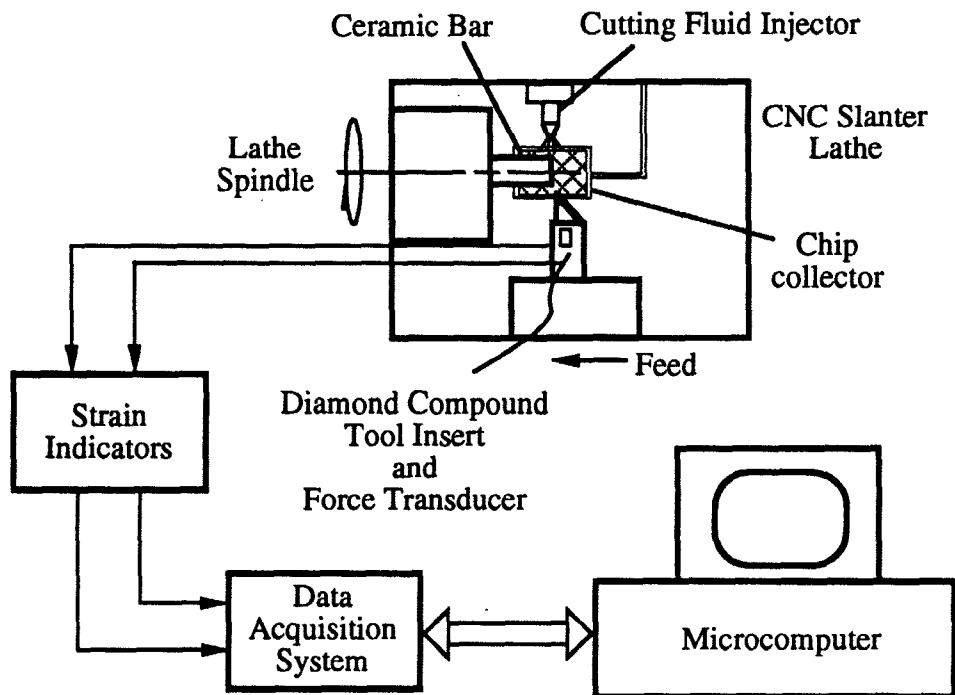 Ceramic Bar
Cutting Fluid Injector
CNC Slanter
Lathe
Lathe
Spindle
Chip
collector
Feed
Diamond Compound
Tool Insert
and
Force Transducer
Strain
Indicators
Data
Acquisition
System
Microcomputer